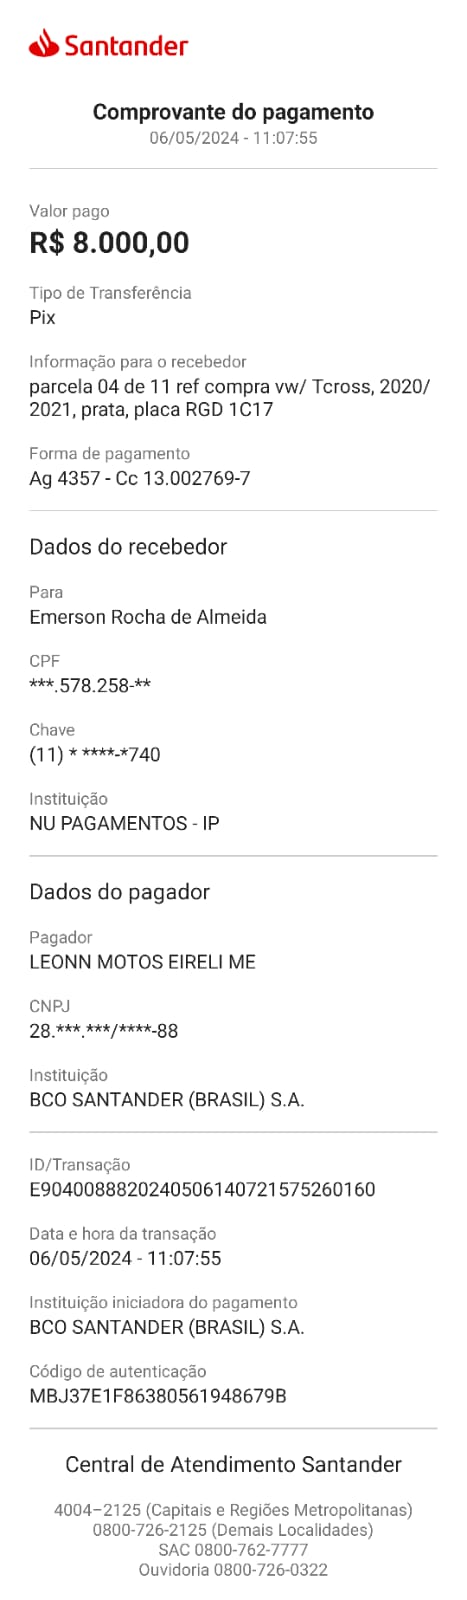 Santander
Comprovante do pagamento
06/05/2024 - 11:07:55
Valor pago
R$ 8.000,00
Tipo de Transferência
Pix
Informação para o recebedor
parcela 04 de 11 ref compra vw/ Tcross, 2020/
2021, prata, placa RGD 1C17
Forma de pagamento
Ag 4357 - Cc 13.002769-7
Dados do recebedor
Para
Emerson Rocha de Almeida
CPF
***.578.258-**
Chave
(11) * ****-*740
Instituição
NU PAGAMENTOS - IP
Dados do pagador
Pagador
LEONN MOTOS EIRELI ME
CNPJ
28.***.***/****-88
Instituição
BCO SANTANDER (BRASIL) S.A.
ID/Transação
E90400888202405061407215​75260160
Data e hora da transação
06/05/2024 - 11:07:55
Instituição iniciadora do pagamento
BCO SANTANDER (BRASIL) S.A.
Código de autenticação
MBJ37E1F86380561948679B
Central de Atendimento Santander
4004–2125 (Capitais e Regiões Metropolitanas)
0800-726-2125 (Demais Localidades)
SAC 0800-762-7777
Ouvidoria 0800-726-0322